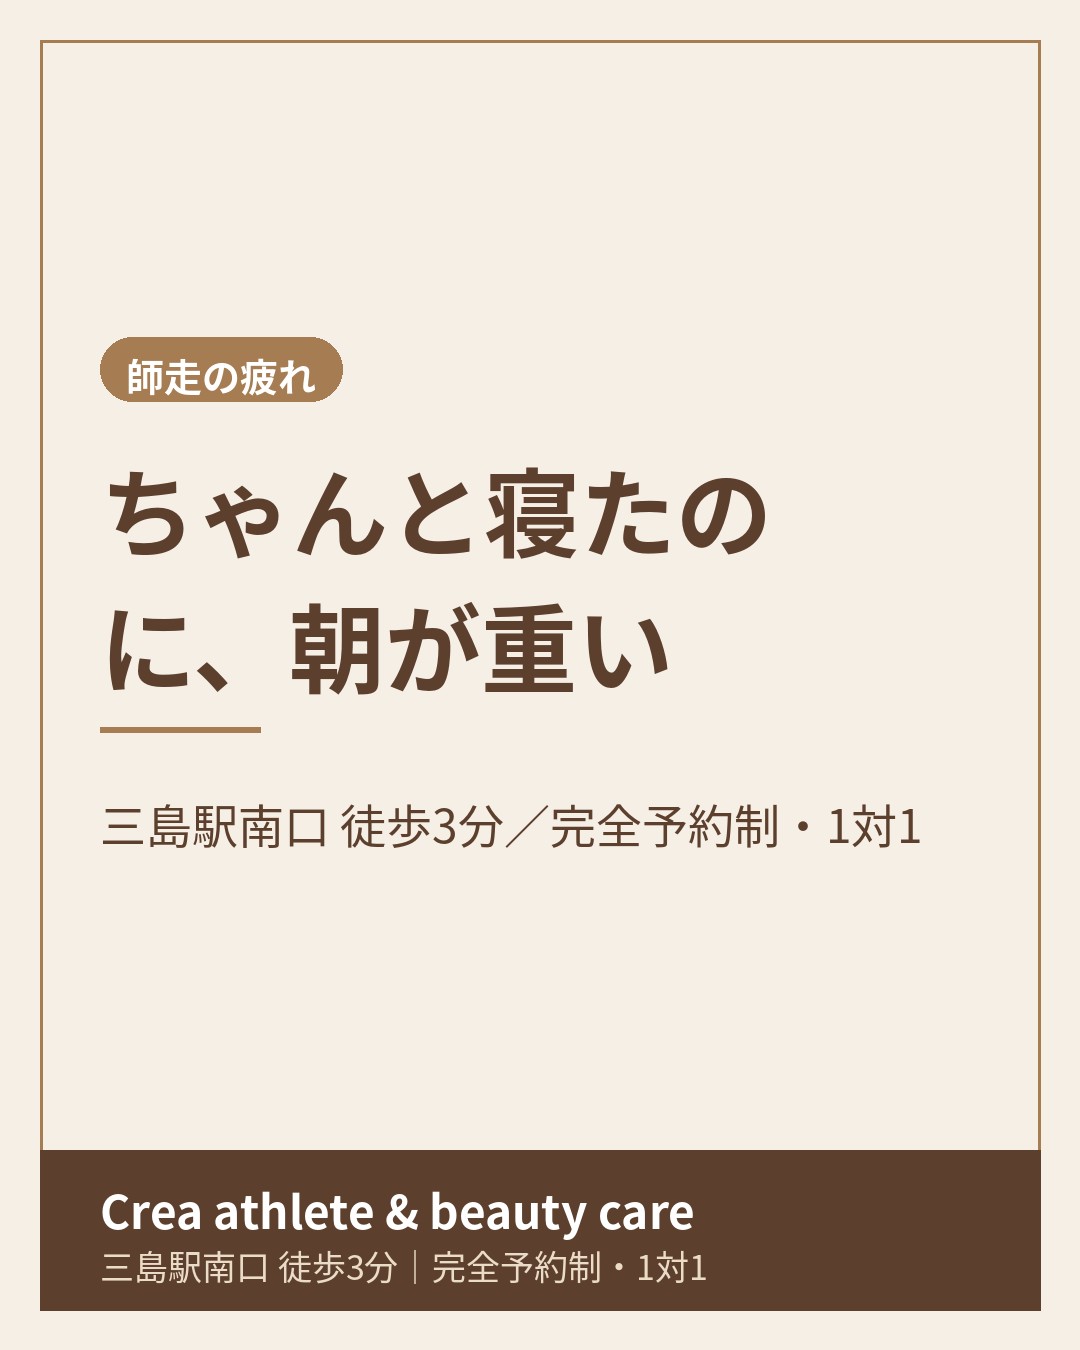 師走の疲れ
ちゃんと寝たの
に、朝が重い
三島駅南口 徒歩3分／完全予約制・1対1
Crea athlete & beauty care
三島駅南口 徒歩3分｜完全予約制・1対1